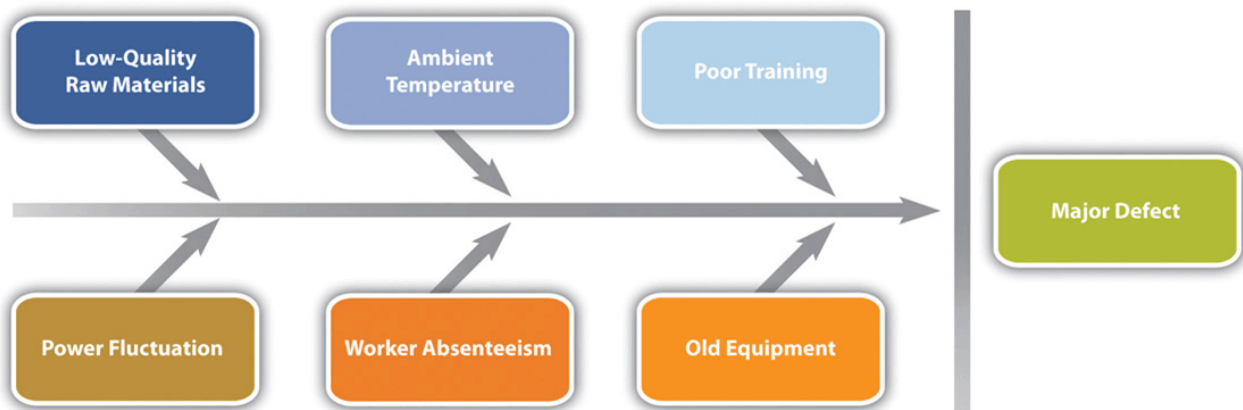 Low-Quality
Raw Materials
Ambient
Temperature
Poor Training
Major Defect
Power Fluctuation
Worker Absenteeism
Old Equipment